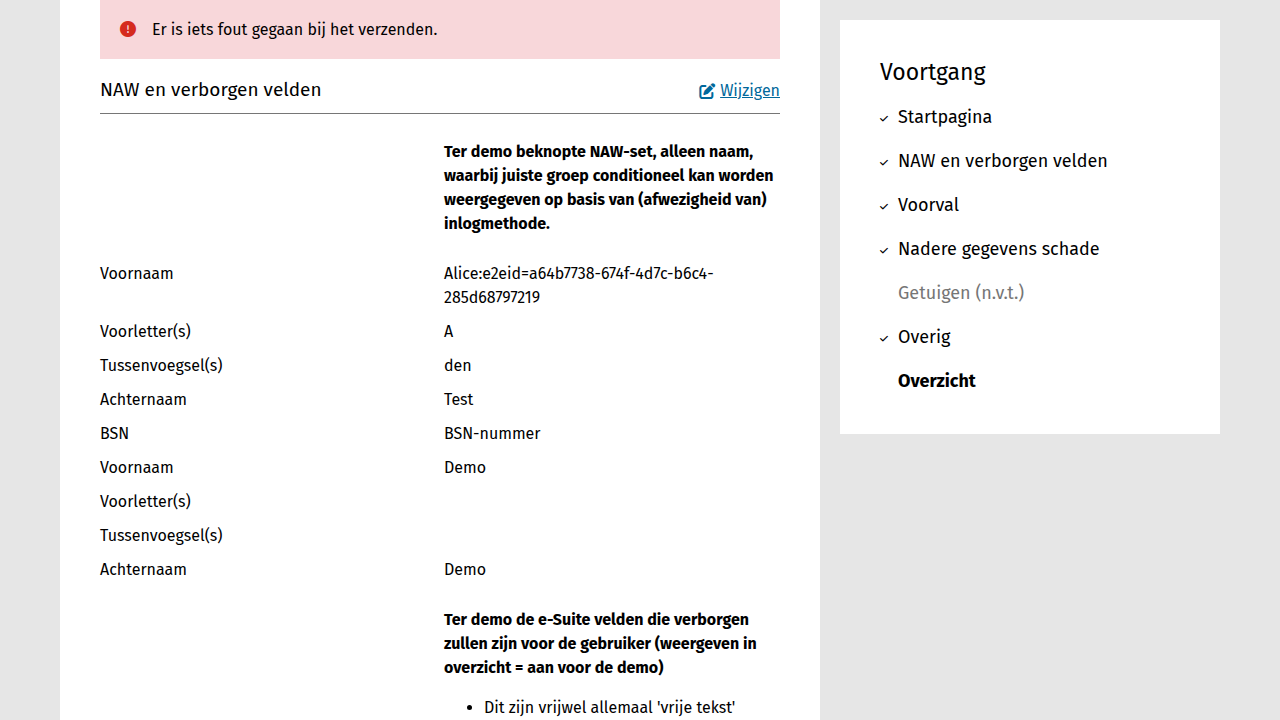 Er is iets fout gegaan bij het verzenden.
NAW en verborgen velden
Wijzigen
Ter demo beknopte NAW-set, alleen naam,
waarbij juiste groep conditioneel kan worden
weergegeven op basis van (afwezigheid van)
inlogmethode.
Voornaam
Alice:e2eid=a64b7738-674f-4d7c-b6c4-
285d68797219
Voorletter(s)
A
Tussenvoegsel(s)
den
Achternaam
Test
BSN
BSN-nummer
Voornaam
Demo
Voorletter(s)
Tussenvoegsel(s)
Achternaam
Demo
Ter demo de e-Suite velden die verborgen
zullen zijn voor de gebruiker (weergeven in
overzicht = aan voor de demo)
• Dit zijn vrijwel allemaal 'vrije tekst'
Voortgang
Startpagina
NAW en verborgen velden
Voorval
Nadere gegevens schade
Getuigen (n.v.t.)
Overig
Overzicht